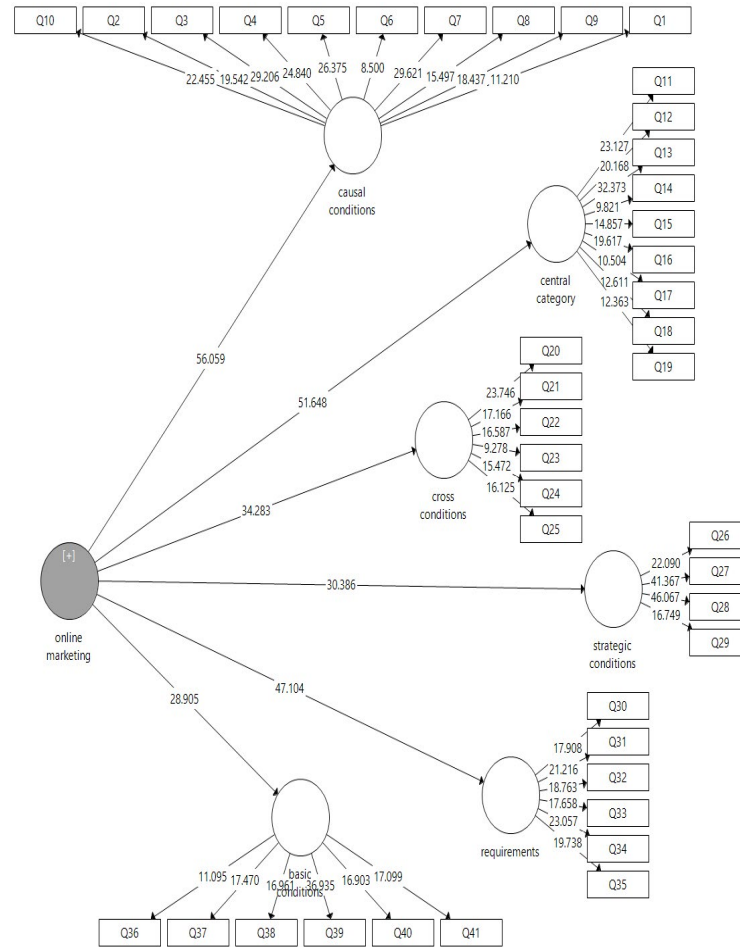 Q10 Q2 Q3 Q4 Q5 Q6 Q7 Q8 Q9 Q1
22.455 19.542 29.206 24.840 26.375 8.500 29.621 15.497 18.437 11.210
causal
conditions
Q11
Q12
Q13
Q14
Q15
Q16
Q17
Q18
Q19
23.127
20.168
32.373
9.821
14.857
19.617
10.504
12.611
12.363
central
category
56.059
51.648
Q20
Q21
Q22
Q23
Q24
Q25
23.746
17.166
16.587
9.278
15.472
16.125
cross
conditions
34.283
[+]
online
marketing
30.386
Q26
Q27
Q28
Q29
22.090
41.367
46.067
16.749
strategic
conditions
28.905
47.104
Q30
Q31
Q32
Q33
Q34
Q35
17.908
21.216
18.763
17.658
23.057
19.738
requirements
basic
conditions
11.095 17.470 16.961 36.935 16.903 17.099
Q36 Q37 Q38 Q39 Q40 Q41